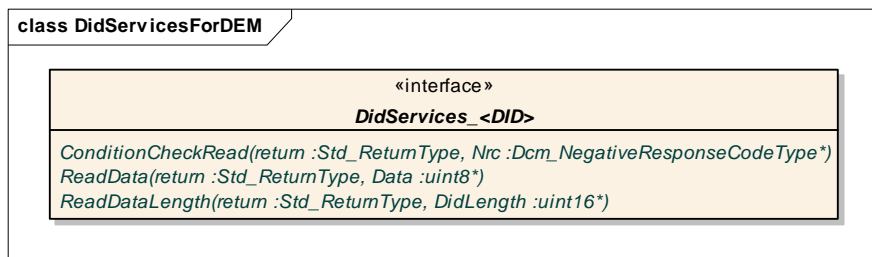 class DidServicesForDEM
«interface»
DidServices_<DID>
ConditionCheckRead(return :Std_ReturnType, Nrc :Dcm_NegativeResponseCodeType*)
ReadData(return :Std_ReturnType, Data :uint8*)
ReadDataLength(return :Std_ReturnType, DidLength :uint16*)